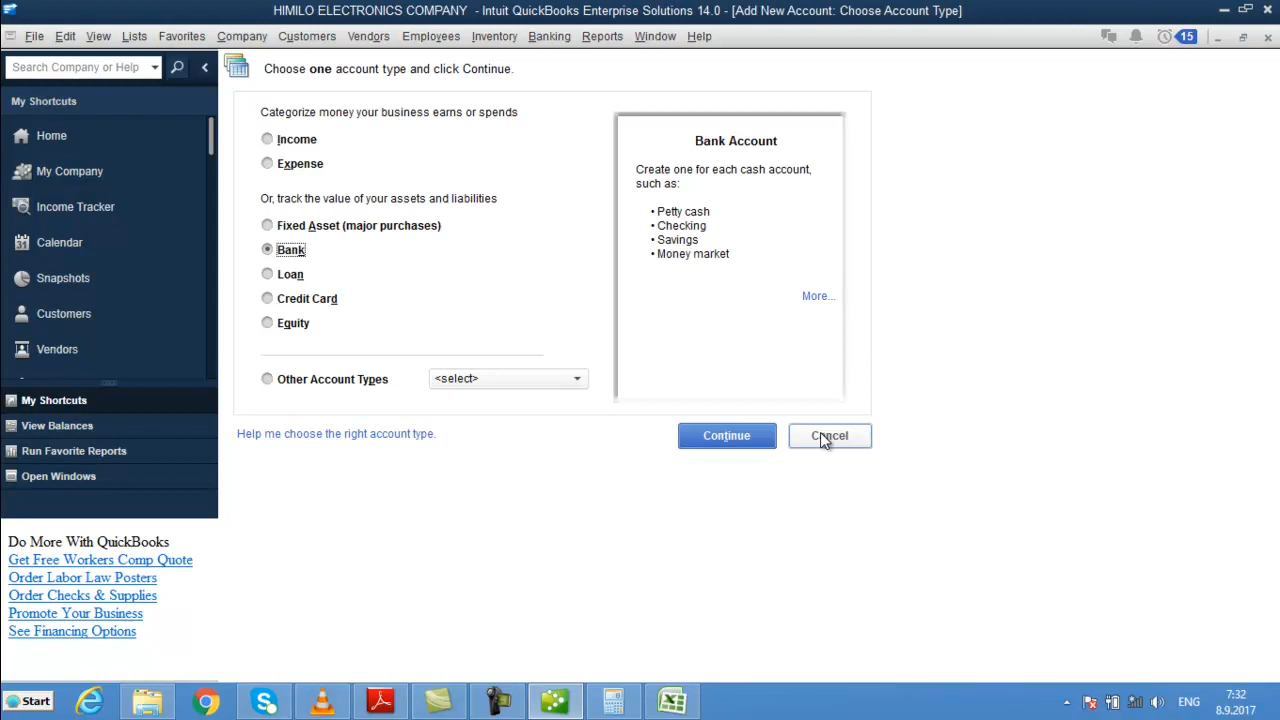 HIMILO ELECTRONICS COMPANY - Intuit QuickBooks Enterprise Solutions 14.0 - [Add New Account: Choose Account Type]
File Edit View Lists Favorites Company Customers Vendors Employees Inventory Banking Reports Window Help 15
Search Company or Help
My Shortcuts
Home
My Company
Income Tracker
Calendar
Snapshots
Customers
Vendors
My Shortcuts
View Balances
Run Favorite Reports
Open Windows
Do More With QuickBooks
Get Free Workers Comp Quote
Order Labor Law Posters
Order Checks & Supplies
Promote Your Business
See Financing Options
Choose one account type and click Continue.
Categorize money your business earns or spends
Income
Expense
Or, track the value of your assets and liabilities
Fixed Asset (major purchases)
Bank
Loan
Credit Card
Equity
Other Account Types <select>
Bank Account
Create one for each cash account,
such as:
• Petty cash
• Checking
• Savings
• Money market
More...
Help me choose the right account type.
Continue
Cancel
Start
ENG
7:32
8.9.2017